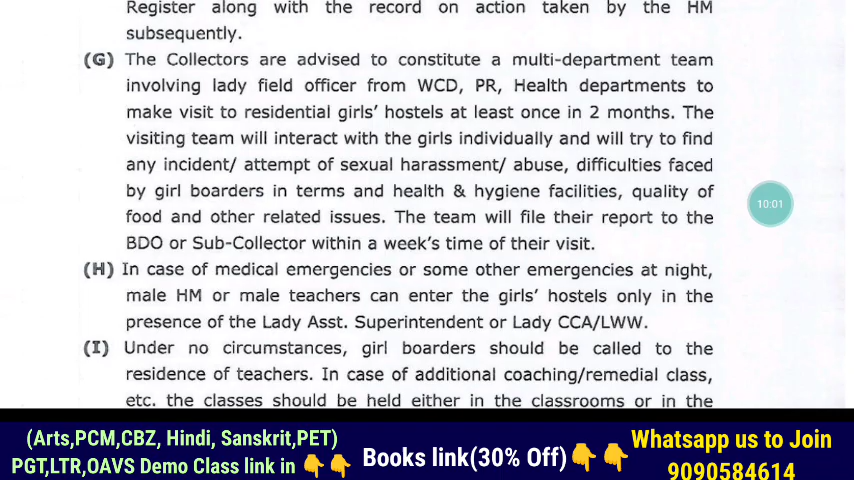 Register along with the record on action taken by the HM
subsequently.
(G) The Collectors are advised to constitute a multi-department team
involving lady field officer from WCD, PR, Health departments to
make visit to residential girls' hostels at least once in 2 months. The
visiting team will interact with the girls individually and will try to find
any incident/ attempt of sexual harassment/ abuse, difficulties faced
by girl boarders in terms and health & hygiene facilities, quality of
food and other related issues. The team will file their report to the
BDO or Sub-Collector within a week's time of their visit.
(H) In case of medical emergencies or some other emergencies at night,
male HM or male teachers can enter the girls' hostels only in the
presence of the Lady Asst. Superintendent or Lady CCA/LWW.
(I) Under no circumstances, girl boarders should be called to the
residence of teachers. In case of additional coaching/remedial class,
etc. the classes should be held either in the classrooms or in the
10:01
(Arts,PCM,CBZ, Hindi, Sanskrit,PET)
PGT,LTR,OAVS Demo Class link in 👇👇
Books link(30% Off)👇👇
Whatsapp us to Join
9090584614